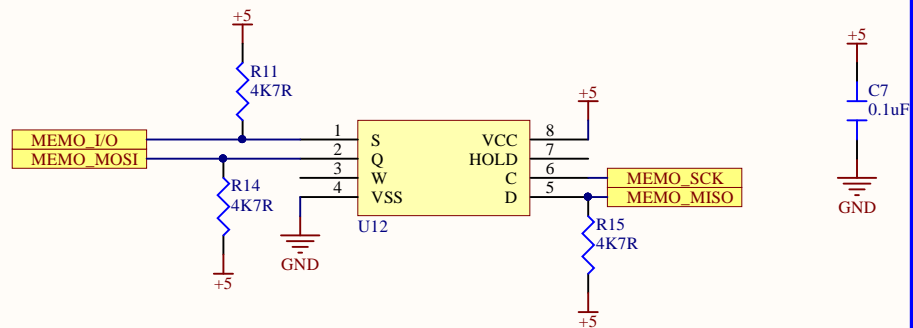 +5
R11
4K7R
+5
C7
0.1uF
GND
+5
MEMO_I/O
MEMO_MOSI
1
2
3
4
S
Q
W
VSS
VCC
HOLD
C
D
8
7
6
5
MEMO_SCK
MEMO_MISO
U12
R14
4K7R
+5
GND
R15
4K7R
+5